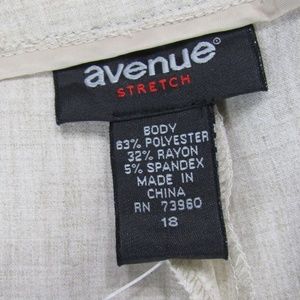 avenue®
STRETCH
BODY
63% POLYESTER
32% RAYON
5% SPANDEX
MADE IN
CHINA
RN 73960
18